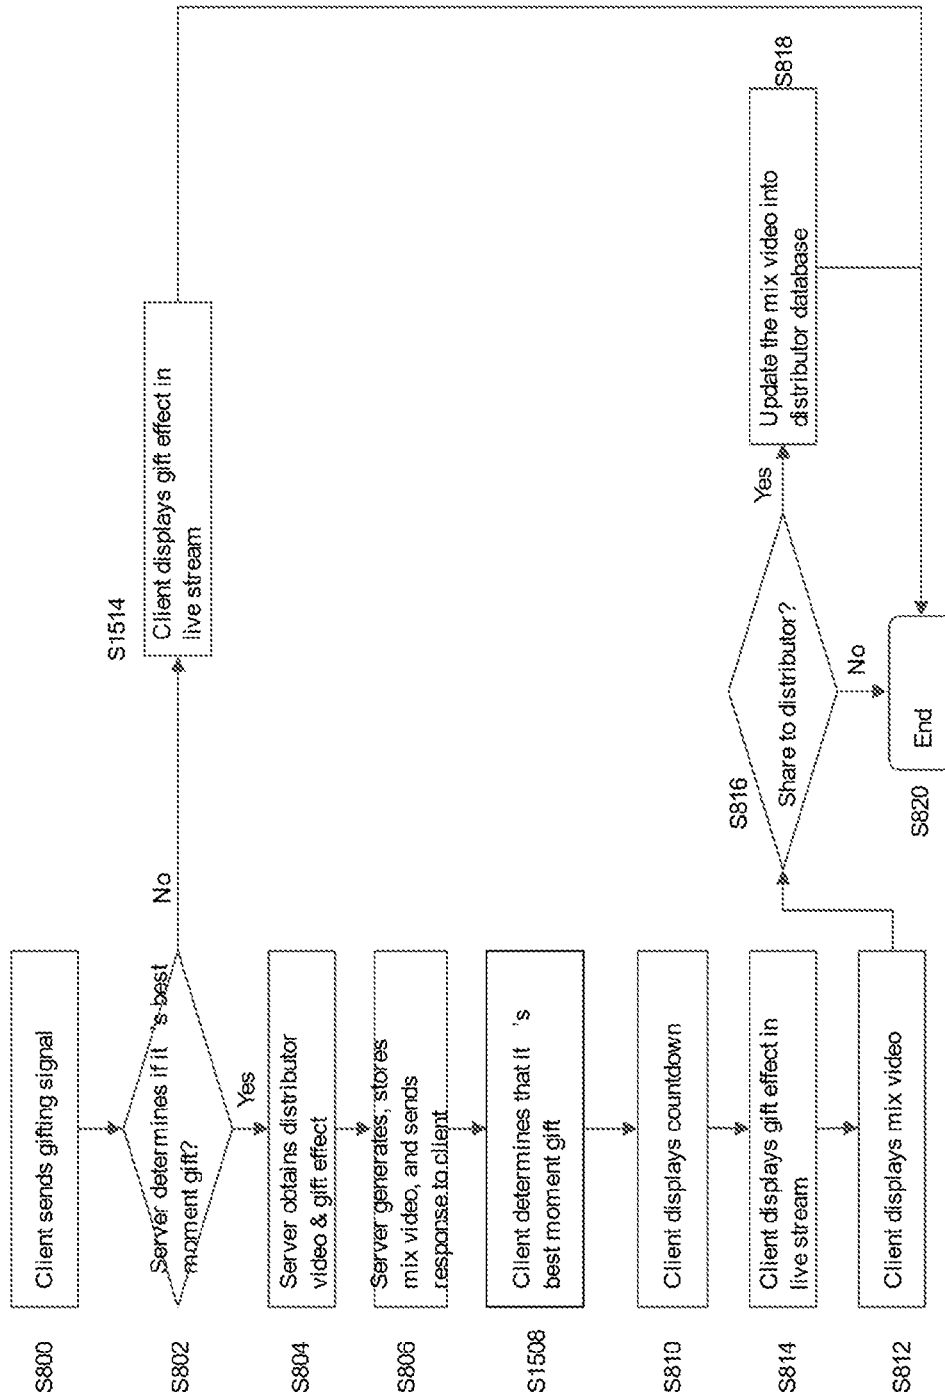 S800
Client sends gifting signal
S802
Server determines if it 's best
moment gift?
No
Yes
S1514
Client displays gift effect in
live stream
S804
Server obtains distributor
video & gift effect
S806
Server generates, stores
mix video, and sends
response to client
S1508
Client determines that it 's
best moment gift
S810
Client displays countdown
S814
Client displays gift effect in
live stream
S812
Client displays mix video
S816
Share to distributor?
Yes
No
S818
Update the mix video into
distributor database
S820
End